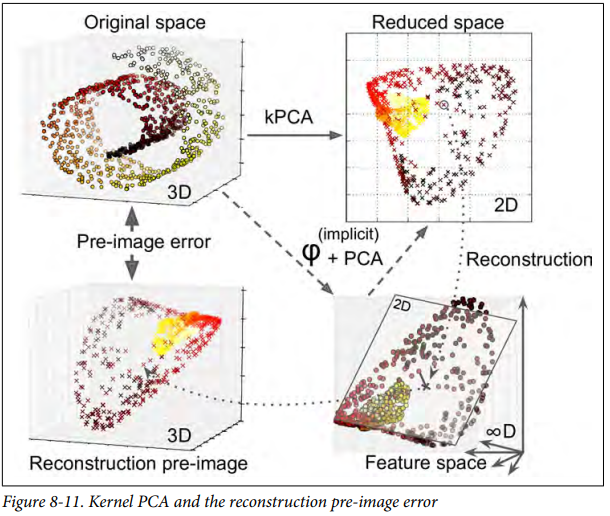 Original space
Reduced space
kPCA
3D
2D
Pre-image error
φ (implicit)
+ PCA
Reconstruction
2D
3D
∞D
Reconstruction pre-image
Feature space
Figure 8-11. Kernel PCA and the reconstruction pre-image error